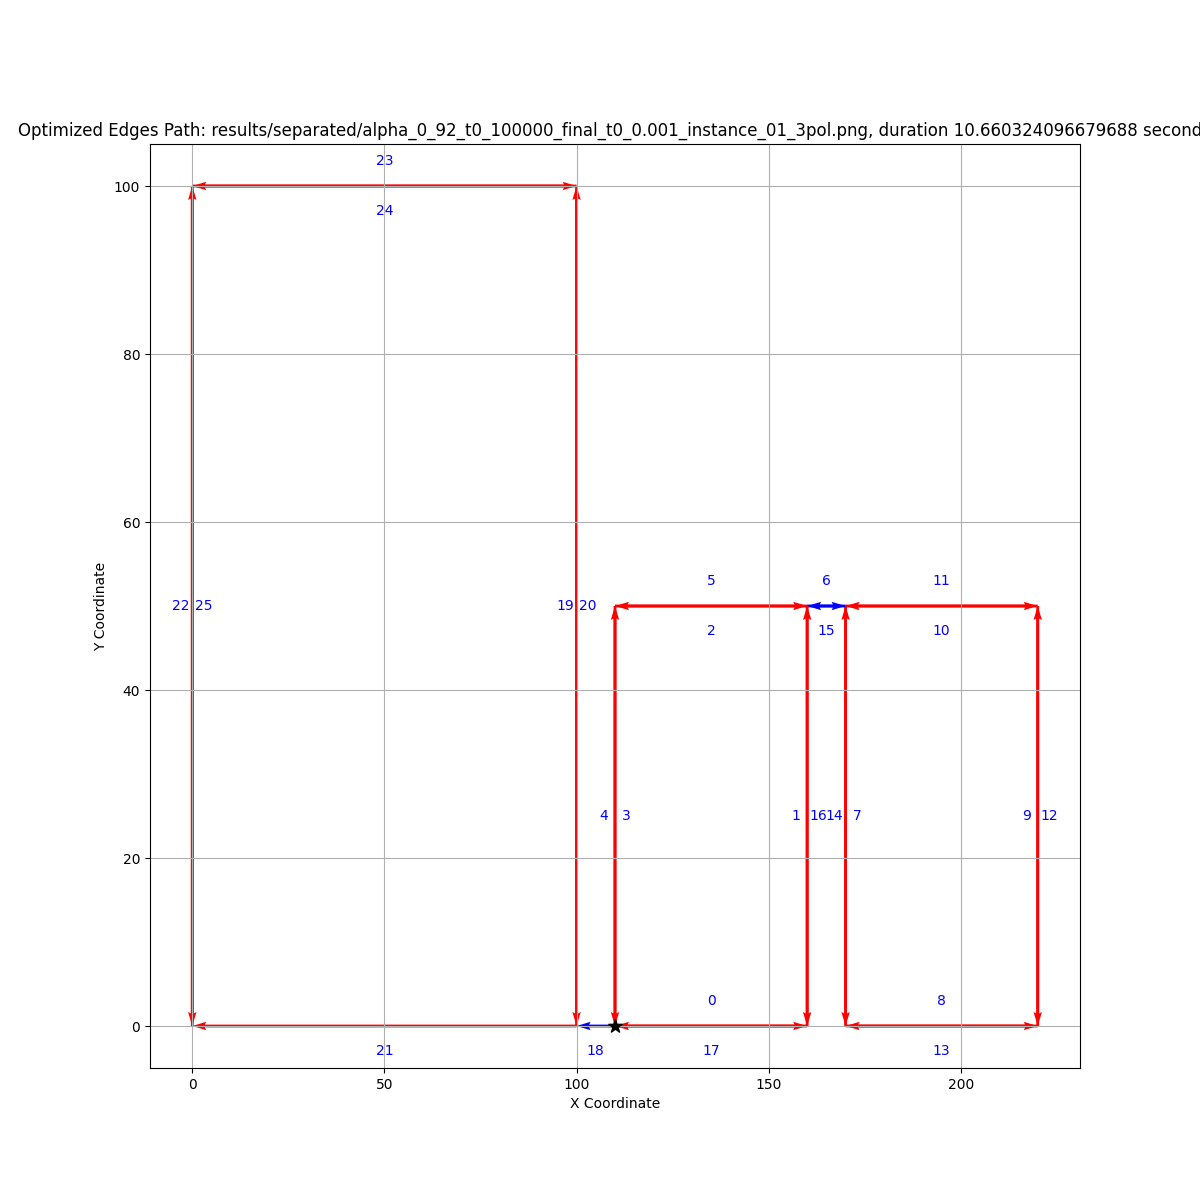 Optimized Edges Path: results/separated/alpha_0_92_t0_100000_final_t0_0.001_instance_01_3pol.png, duration 10.660324096679688 second
23
100
24
80
60
5 6 11
22 25 19 20
2 15 10
40
4 3 1 16 14 7 9 12
20
0 8
0
21 18 17 13
0 50 100 150 200
X Coordinate
Y Coordinate